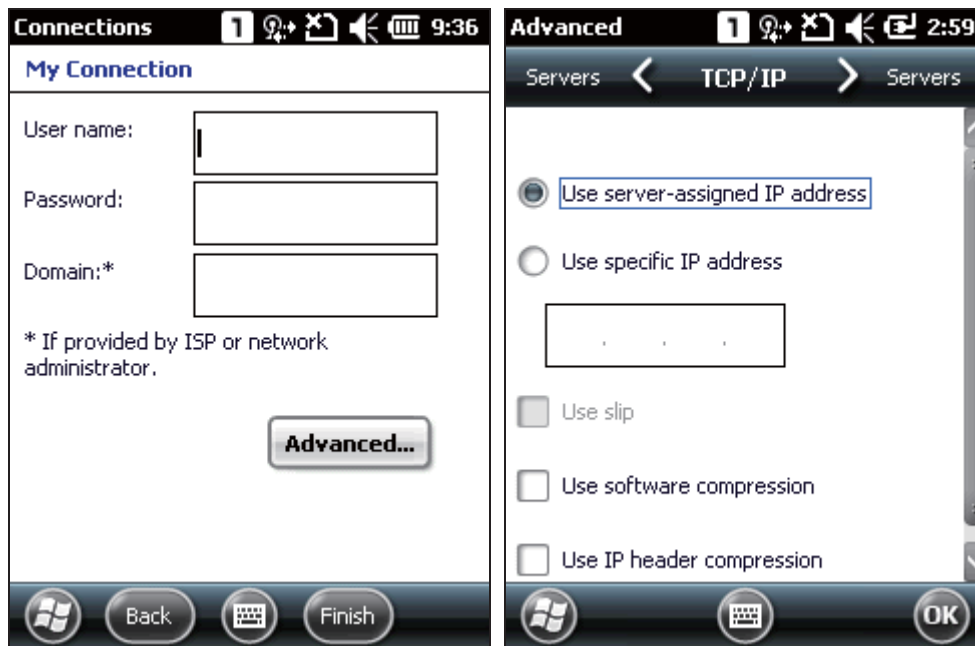 Connections 1 9:36
My Connection
User name:
Password:
Domain:*
* If provided by ISP or network
administrator.
Advanced...
Back Finish
Advanced 1 2:59
Servers TCP/IP Servers
Use server-assigned IP address
Use specific IP address
. . .
Use slip
Use software compression
Use IP header compression
OK